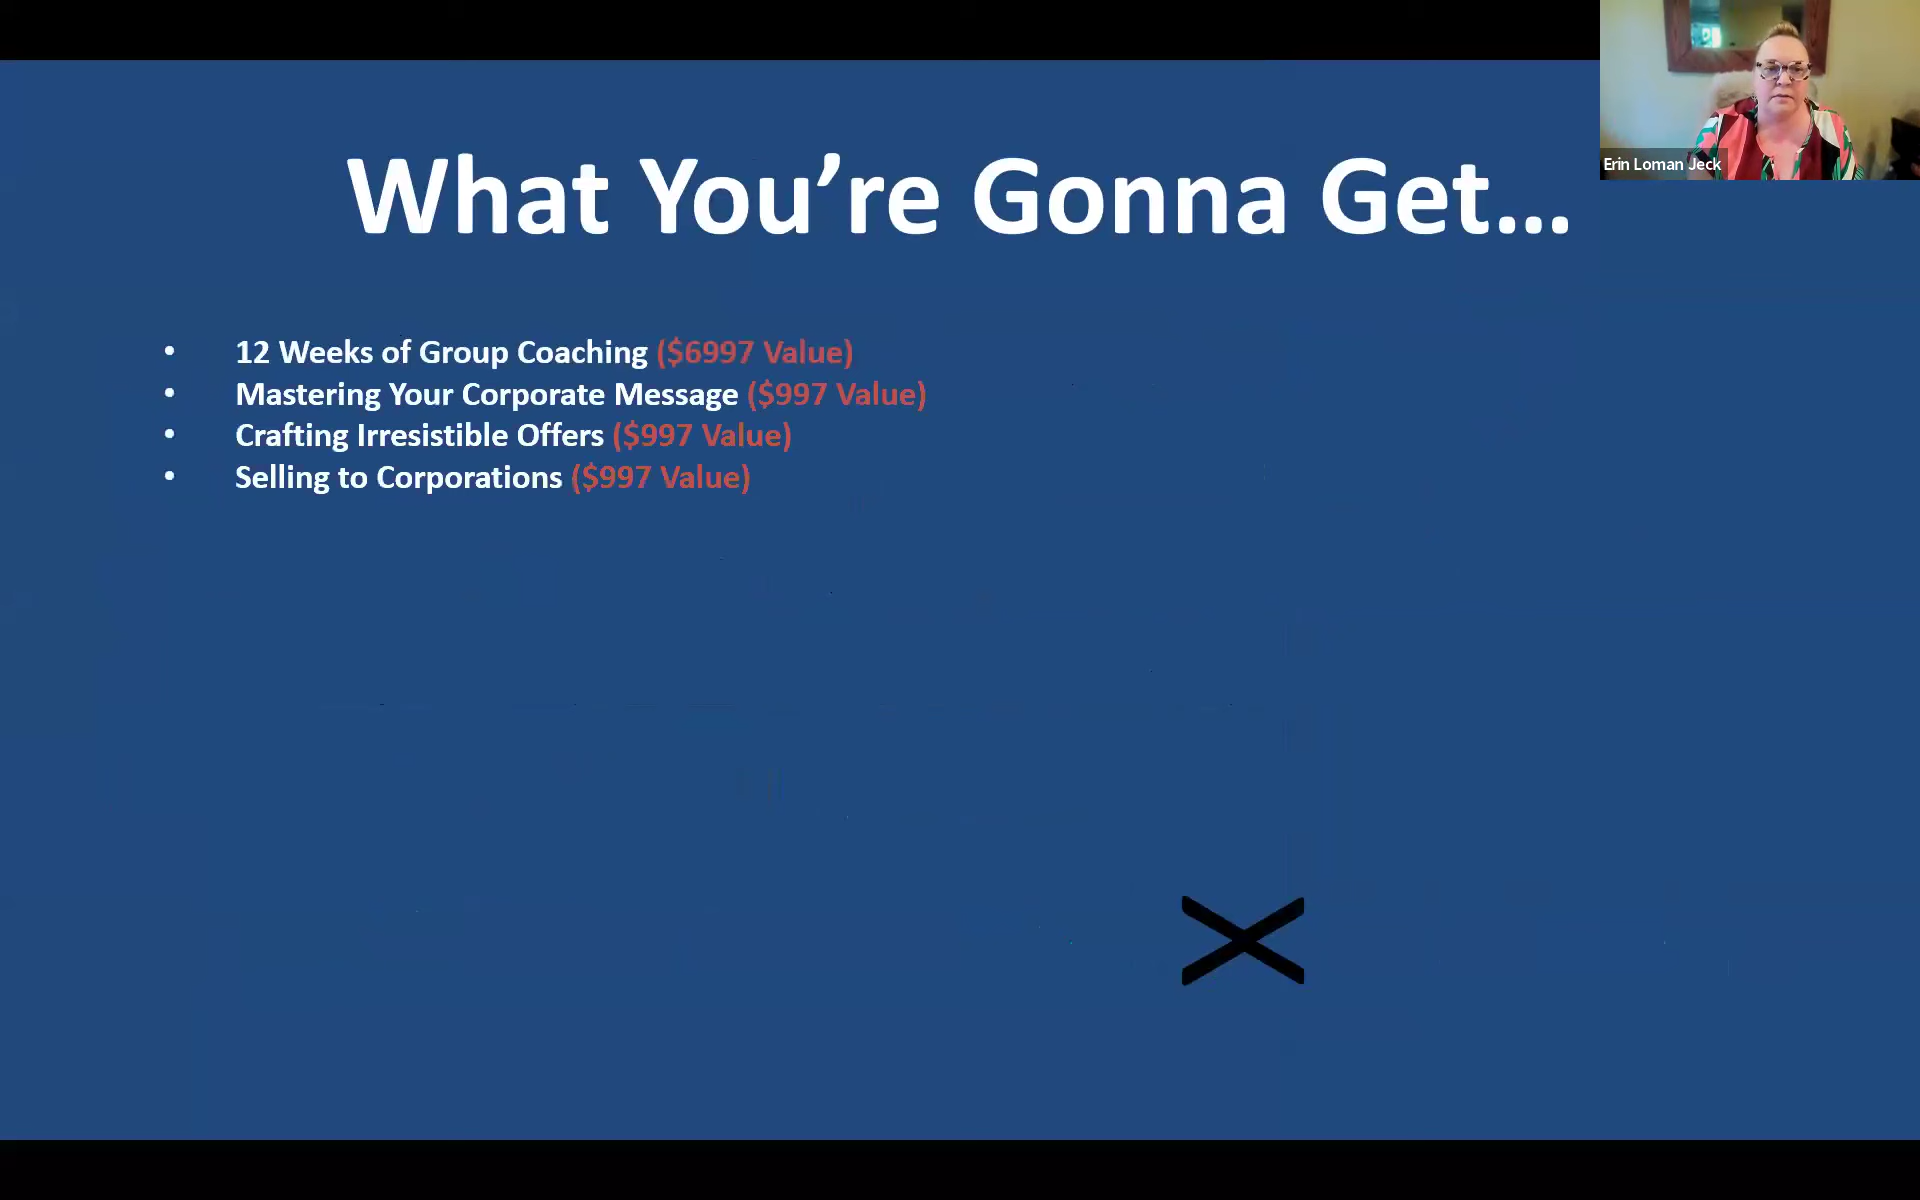 What You’re Gonna Get...
• 12 Weeks of Group Coaching ($6997 Value)
• Mastering Your Corporate Message ($997 Value)
• Crafting Irresistible Offers ($997 Value)
• Selling to Corporations ($997 Value)
Erin Loman Jeck